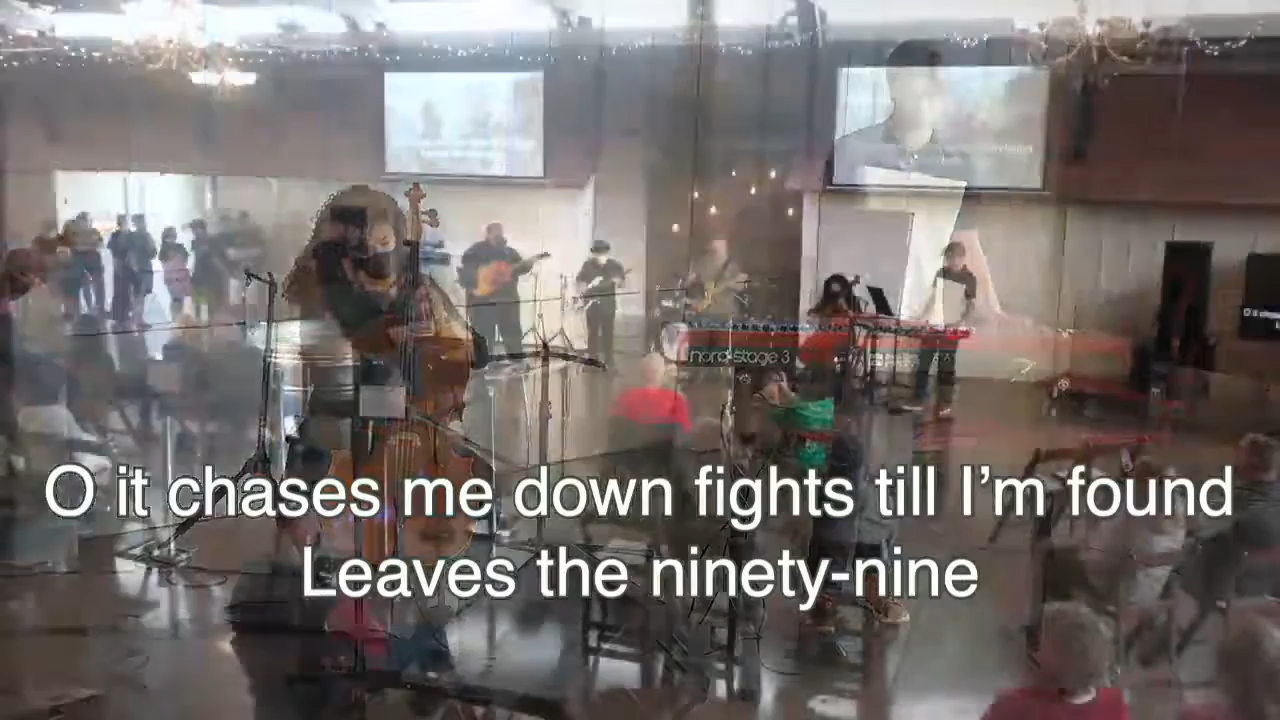 nord stage 3
O it chases me down fights till I'm found
Leaves the ninety-nine